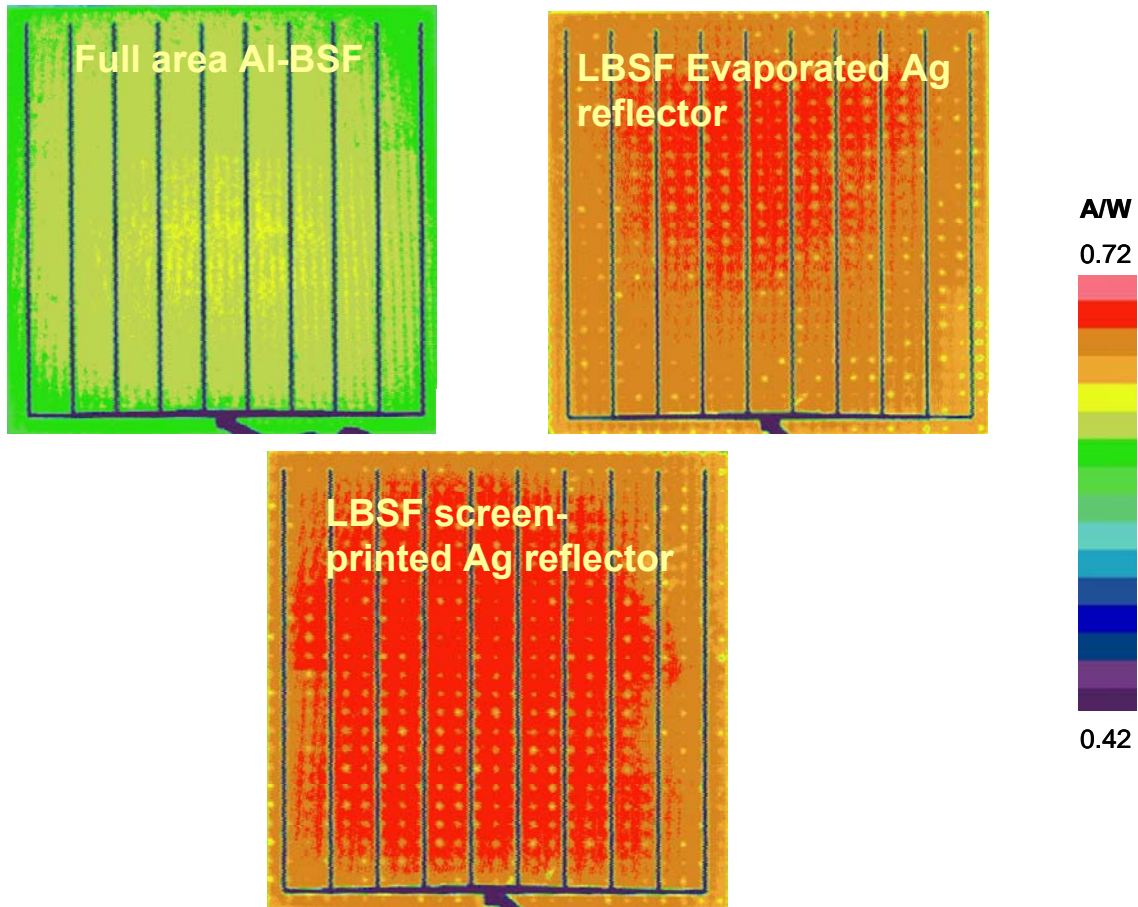 Full area Al-BSF
LBSF Evaporated Ag
reflector
A/W
0.72
LBSF screen-
printed Ag reflector
0.42